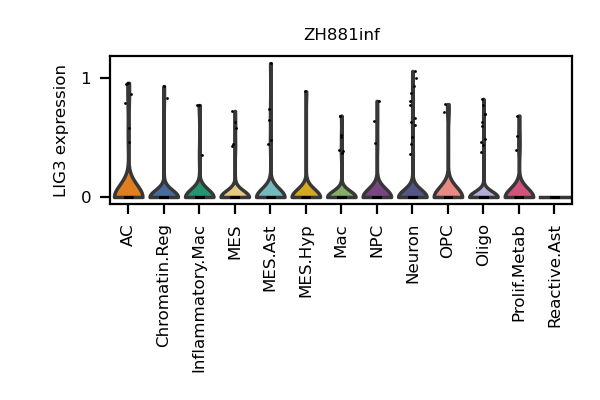 ZH881inf
LIG3 expression
1
0
AC
Chromatin.Reg
Inflammatory.Mac
MES
MES.Ast
MES.Hyp
Mac
NPC
Neuron
OPC
Oligo
Prolif.Metab
Reactive.Ast